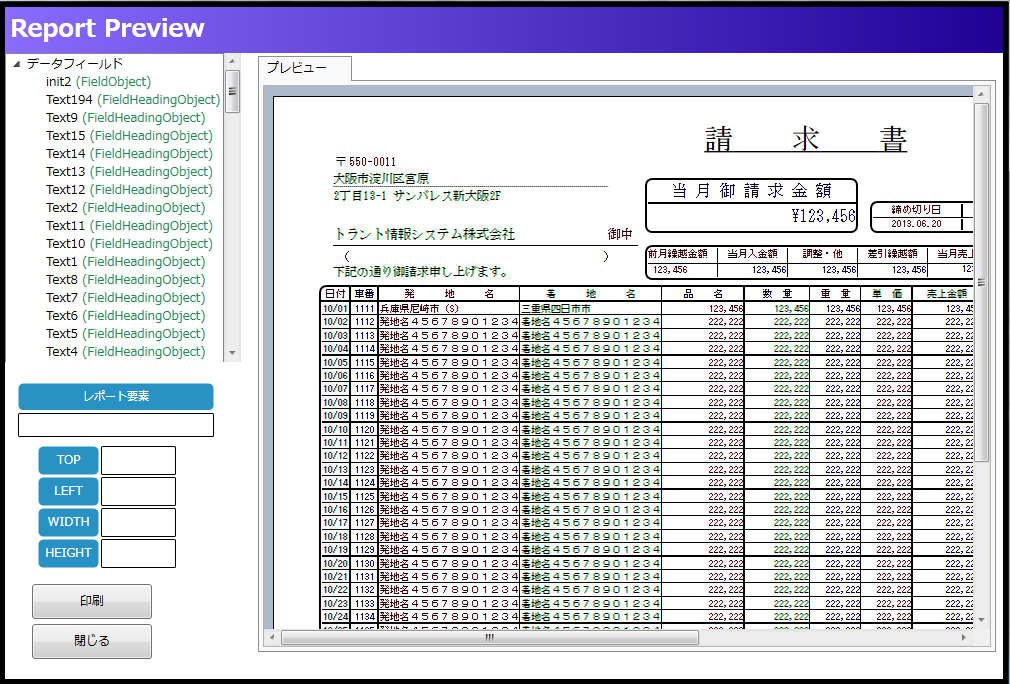 Report Preview
データフィールド
init2 (FieldObject)
Text194 (FieldHeadingObject)
Text9 (FieldHeadingObject)
Text15 (FieldHeadingObject)
Text14 (FieldHeadingObject)
Text13 (FieldHeadingObject)
Text12 (FieldHeadingObject)
Text2 (FieldHeadingObject)
Text11 (FieldHeadingObject)
Text10 (FieldHeadingObject)
Text1 (FieldHeadingObject)
Text8 (FieldHeadingObject)
Text7 (FieldHeadingObject)
Text6 (FieldHeadingObject)
Text5 (FieldHeadingObject)
Text4 (FieldHeadingObject)
レポート要素
TOP
LEFT
WIDTH
HEIGHT
印刷
閉じる
プレビュー
請 求 書
〒550-0011
大阪市淀川区宮原
2丁目13-1 サンパレス新大阪2F
トラント情報システム株式会社 御中
( )
下記の通り御請求申し上げます。
当月御請求金額
¥123,456
締め切り日
2013.06.20
前月繰越金額 当月入金額 調整・他 差引繰越額 当月売上
123,456 123,456 123,456 123,456 123
日付 車番 発 地 名 着 地 名 品 名 数 量 重 量 単 価 売上金額
10/01 1111 兵庫県尼崎市(S) 三重県四日市市 123,456 123,456 123,456 123,456 123,45
10/02 1112 発地名45678901234 着地名45678901234 222,222 222,222 222,222 222,222 222,22
10/03 1113 発地名45678901234 着地名45678901234 222,222 222,222 222,222 222,222 222,22
10/04 1114 発地名45678901234 着地名45678901234 222,222 222,222 222,222 222,222 222,22
10/05 1115 発地名45678901234 着地名45678901234 222,222 222,222 222,222 222,222 222,22
10/06 1116 発地名45678901234 着地名45678901234 222,222 222,222 222,222 222,222 222,22
10/07 1117 発地名45678901234 着地名45678901234 222,222 222,222 222,222 222,222 222,22
10/08 1118 発地名45678901234 着地名45678901234 222,222 222,222 222,222 222,222 222,22
10/09 1119 発地名45678901234 着地名45678901234 222,222 222,222 222,222 222,222 222,22
10/10 1120 発地名45678901234 着地名45678901234 222,222 222,222 222,222 222,222 222,22
10/11 1121 発地名45678901234 着地名45678901234 222,222 222,222 222,222 222,222 222,22
10/12 1122 発地名45678901234 着地名45678901234 222,222 222,222 222,222 222,222 222,22
10/13 1123 発地名45678901234 着地名45678901234 222,222 222,222 222,222 222,222 222,22
10/14 1124 発地名45678901234 着地名45678901234 222,222 222,222 222,222 222,222 222,22
10/15 1125 発地名45678901234 着地名45678901234 222,222 222,222 222,222 222,222 222,22
10/16 1126 発地名45678901234 着地名45678901234 222,222 222,222 222,222 222,222 222,22
10/17 1127 発地名45678901234 着地名45678901234 222,222 222,222 222,222 222,222 222,22
10/18 1128 発地名45678901234 着地名45678901234 222,222 222,222 222,222 222,222 222,22
10/19 1129 発地名45678901234 着地名45678901234 222,222 222,222 222,222 222,222 222,22
10/20 1130 発地名45678901234 着地名45678901234 222,222 222,222 222,222 222,222 222,22
10/21 1131 発地名45678901234 着地名45678901234 222,222 222,222 222,222 222,222 222,22
10/22 1132 発地名45678901234 着地名45678901234 222,222 222,222 222,222 222,222 222,22
10/23 1133 発地名45678901234 着地名45678901234 222,222 222,222 222,222 222,222 222,22
10/24 1134 発地名45678901234 着地名45678901234 222,222 222,222 222,222 222,222 222,22